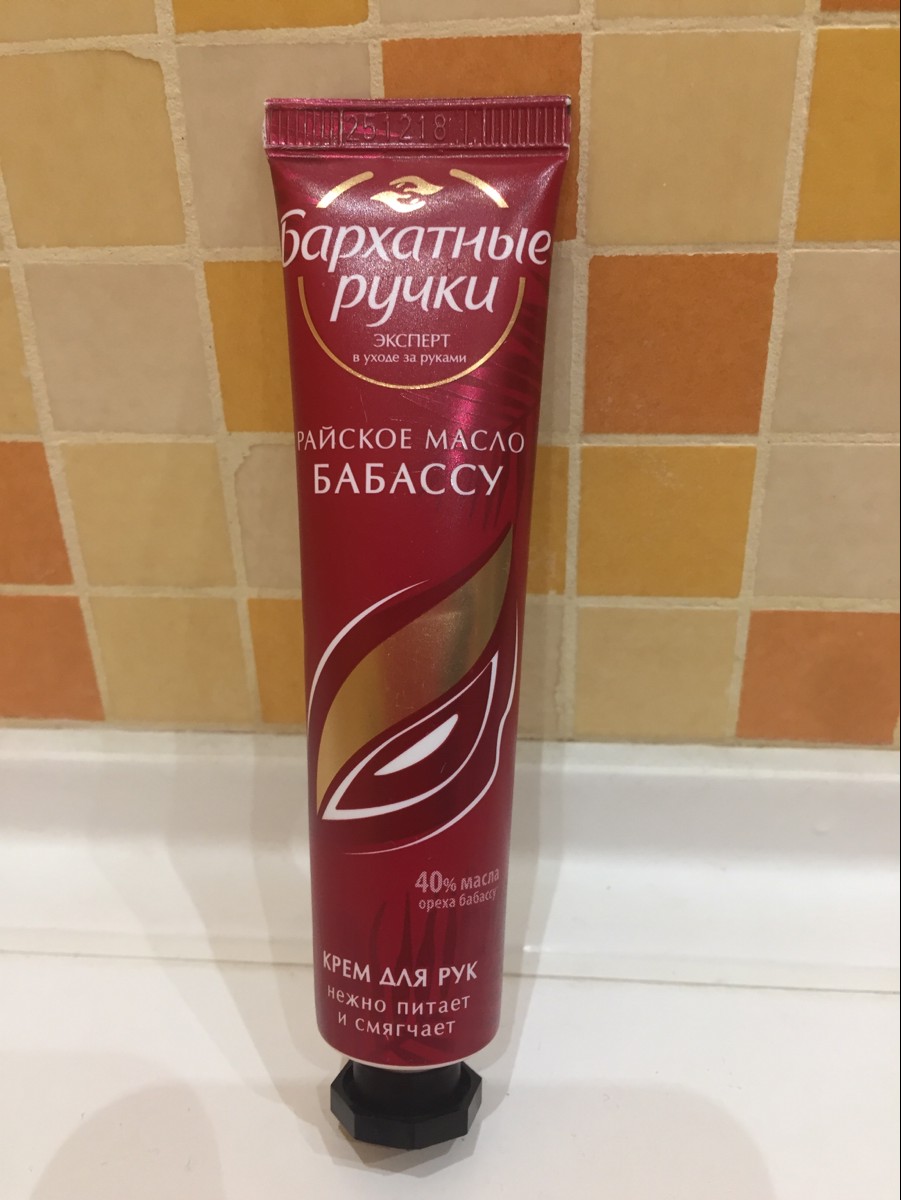 251218
Бархатные
ручки
ЭКСПЕРТ
в уходе за руками
РАЙСКОЕ МАСЛО
БАБАССУ
40% масла
ореха бабассу
КРЕМ ДЛЯ РУК
нежно питает
и смягчает